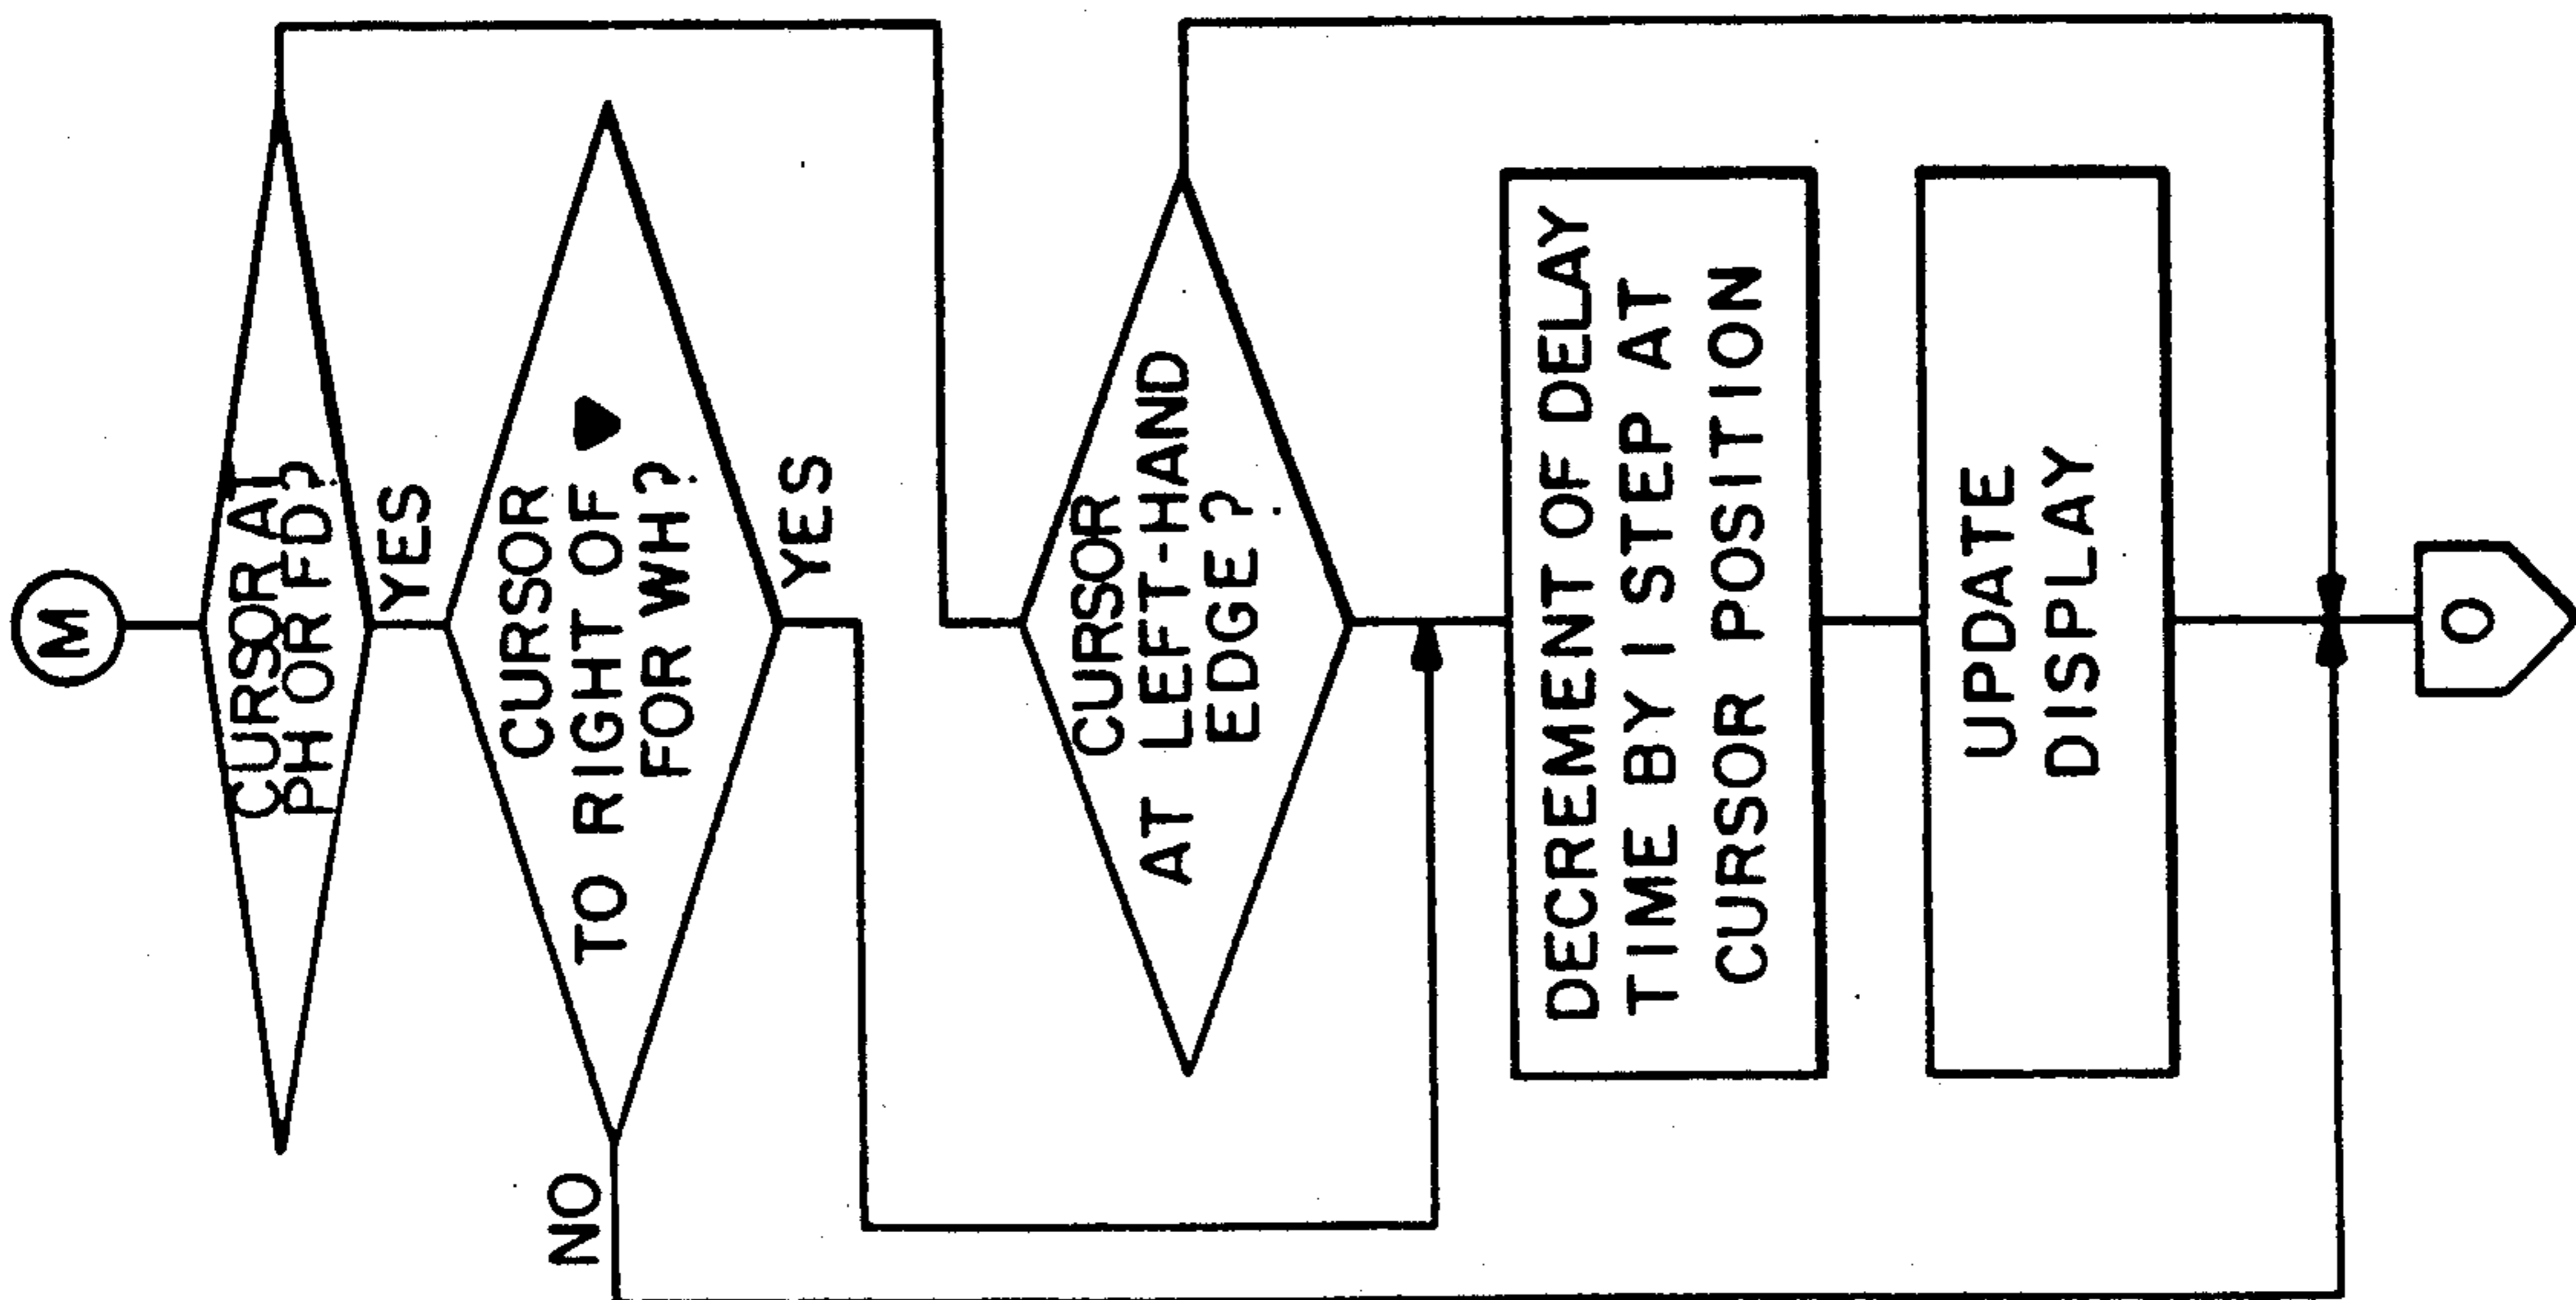 M
CURSOR AT
PH OR FD?
YES
CURSOR
TO RIGHT OF ▼
FOR WH?
YES
NO
CURSOR
AT LEFT-HAND
EDGE?
DECREMENT OF DELAY
TIME BY 1 STEP AT
CURSOR POSITION
UPDATE
DISPLAY
O